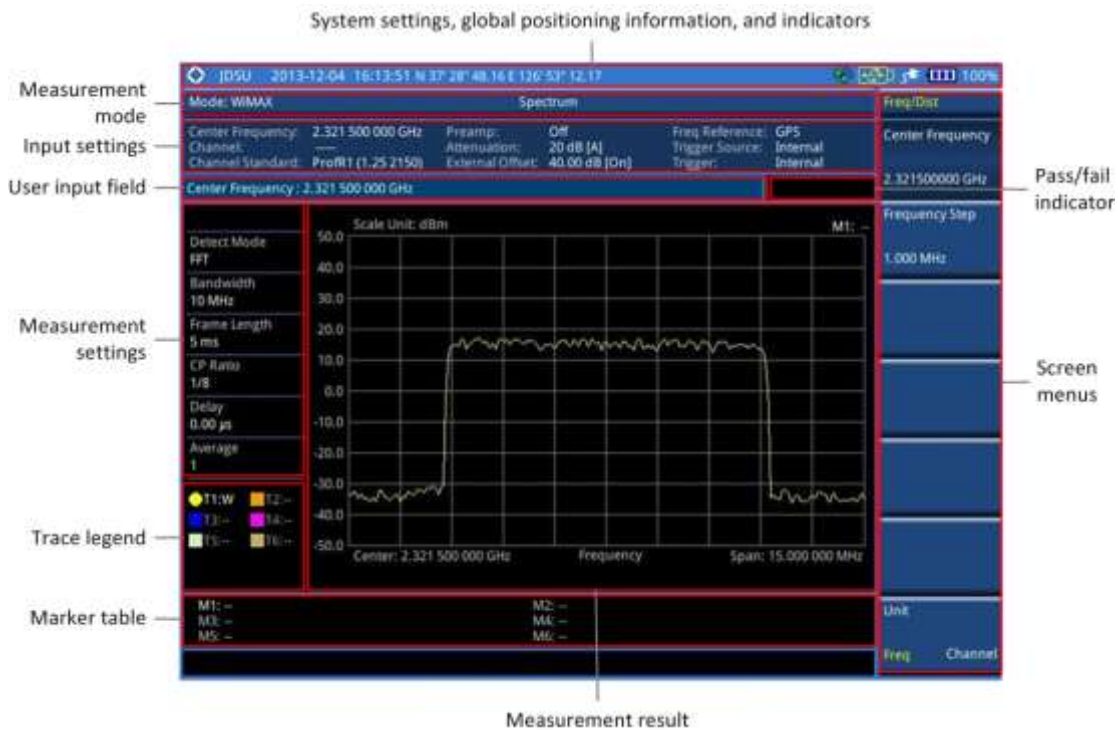 System settings, global positioning information, and indicators
JDSU 2013-12-04 16:13:51 N 37° 28" 48.16 E 126° 53" 12.17 100%
Measurement mode
Mode: WiMAX Spectrum
Freq/Dist
Input settings
Center Frequency: 2.321 500 000 GHz Preamp: Off Freq Reference: GPS
Channel: ---- Attenuation: 20 dB [A] Trigger Source: Internal
Channel Standard: Profil1 (1.25 2150) External Offset: 40.00 dB [On] Trigger: Internal
Center Frequency
2.321500000 GHz
User input field
Center Frequency : 2.321 500 000 GHz
Pass/fail
indicator
Frequency Step
1.000 MHz
Measurement
settings
Detect Mode
FFT
Bandwidth
10 MHz
Frame Length
5 ms
CP Ratio
1/8
Delay
0.00 μs
Average
1
Scale Unit: dBm M1: --
50.0
40.0
30.0
20.0
10.0
0.0
-10.0
-20.0
-30.0
-40.0
-50.0
Center: 2.321 500 000 GHz Frequency Span: 15.000 000 MHz
Screen
menus
Trace legend
T1:W T2:--
T3:-- T4:--
T5:-- T6:--
Marker table
M1: -- M2: --
M3: -- M4: --
M5: -- M6: --
Unit
Freq Channel
Measurement result